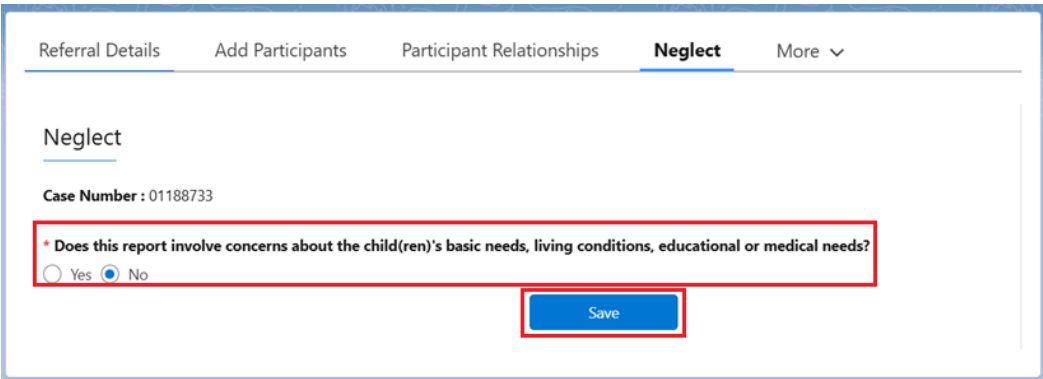 Referral Details Add Participants Participant Relationships Neglect More
Neglect
Case Number : 01188733
* Does this report involve concerns about the child(ren)'s basic needs, living conditions, educational or medical needs?
Yes No
Save